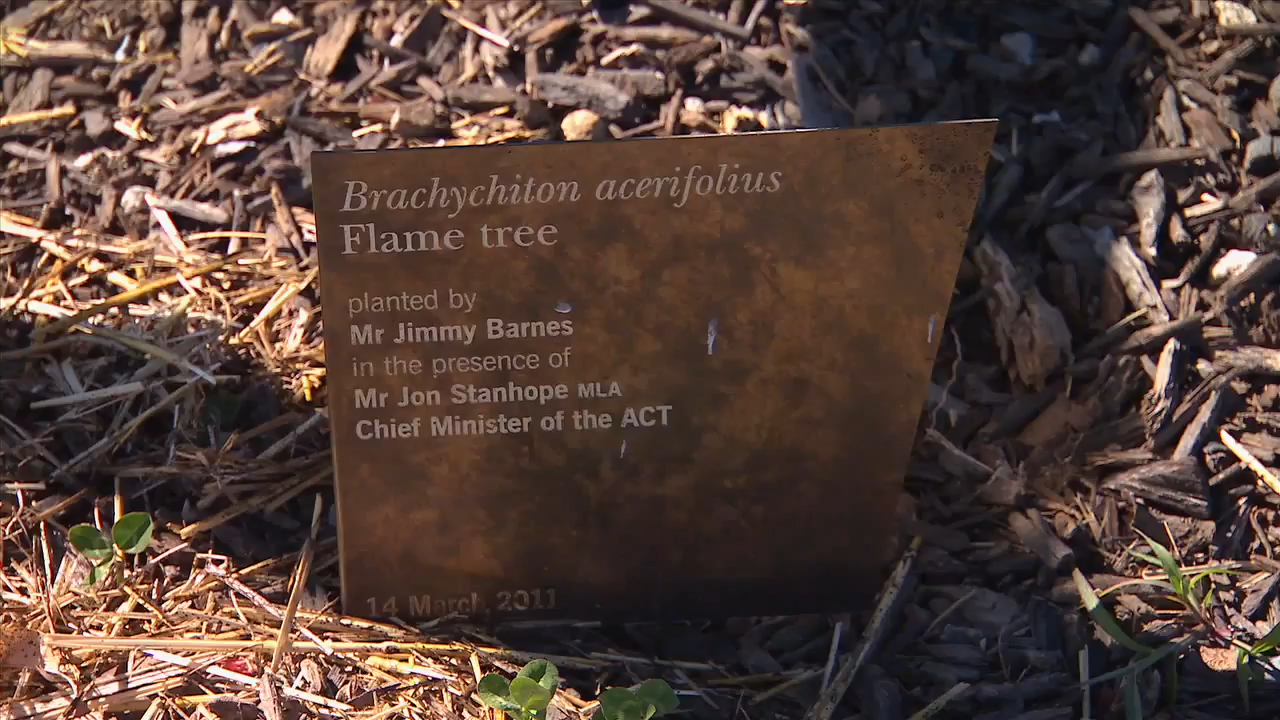 Brachychiton acerifolius
Flame tree
planted by
Mr Jimmy Barnes
in the presence of
Mr Jon Stanhope MLA
Chief Minister of the ACT
14 March 2011